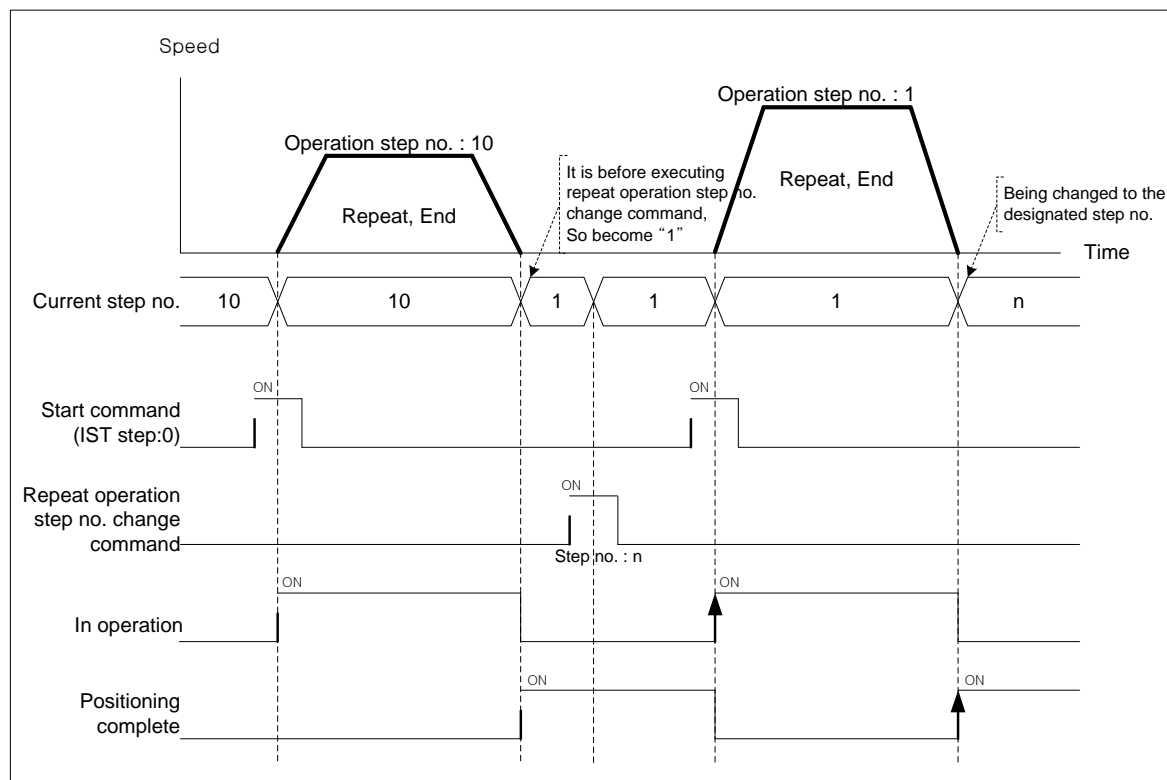 Speed
Operation step no. : 1
Operation step no. : 10
It is before executing
repeat operation step no.
change command,
So become “1”
Repeat, End
Repeat, End
Being changed to the
designated step no.
Time
Current step no.
10
10
1
1
1
n
ON
ON
Start command
(IST step:0)
ON
Repeat operation
step no. change
command
Step no. : n
ON
ON
In operation
ON
ON
Positioning
complete